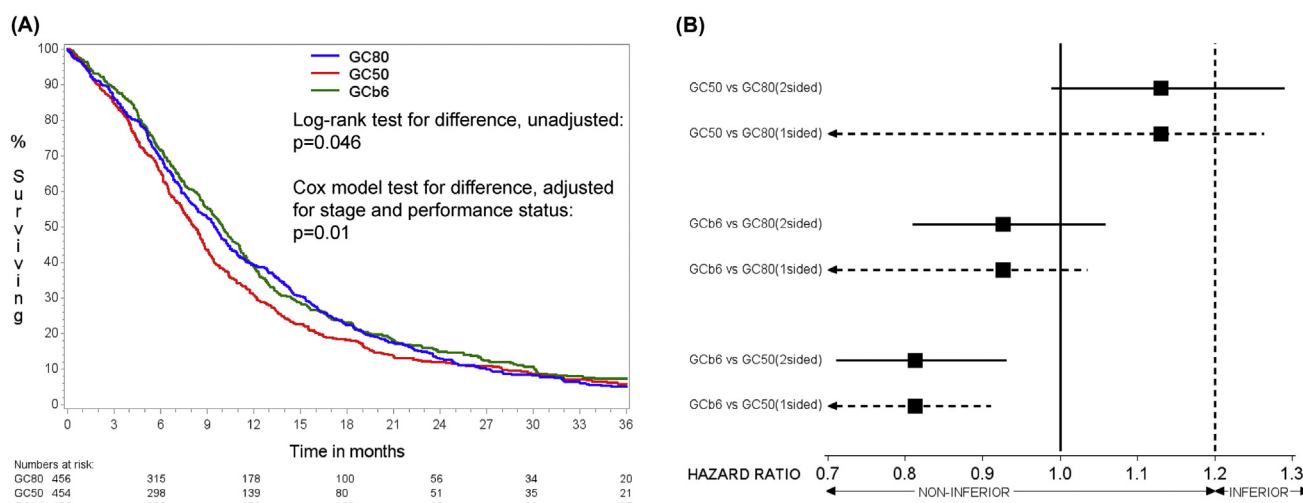 (A)
100
90
80
70
60
50
40
30
20
10
0
% Surviving
GC80
GC50
GCb6
Log-rank test for difference, unadjusted:
p=0.046
Cox model test for difference, adjusted
for stage and performance status:
p=0.01
0 3 6 9 12 15 18 21 24 27 30 33 36
Time in months
Numbers at risk:
GC80 456 315 178 100 56 34 20
GC50 454 298 139 80 51 35 21
(B)
GC50 vs GC80(2sided)
GC50 vs GC80(1sided)
GCb6 vs GC80(2sided)
GCb6 vs GC80(1sided)
GCb6 vs GC50(2sided)
GCb6 vs GC50(1sided)
HAZARD RATIO 0.7 0.8 0.9 1.0 1.1 1.2 1.3
NON-INFERIOR INFERIOR